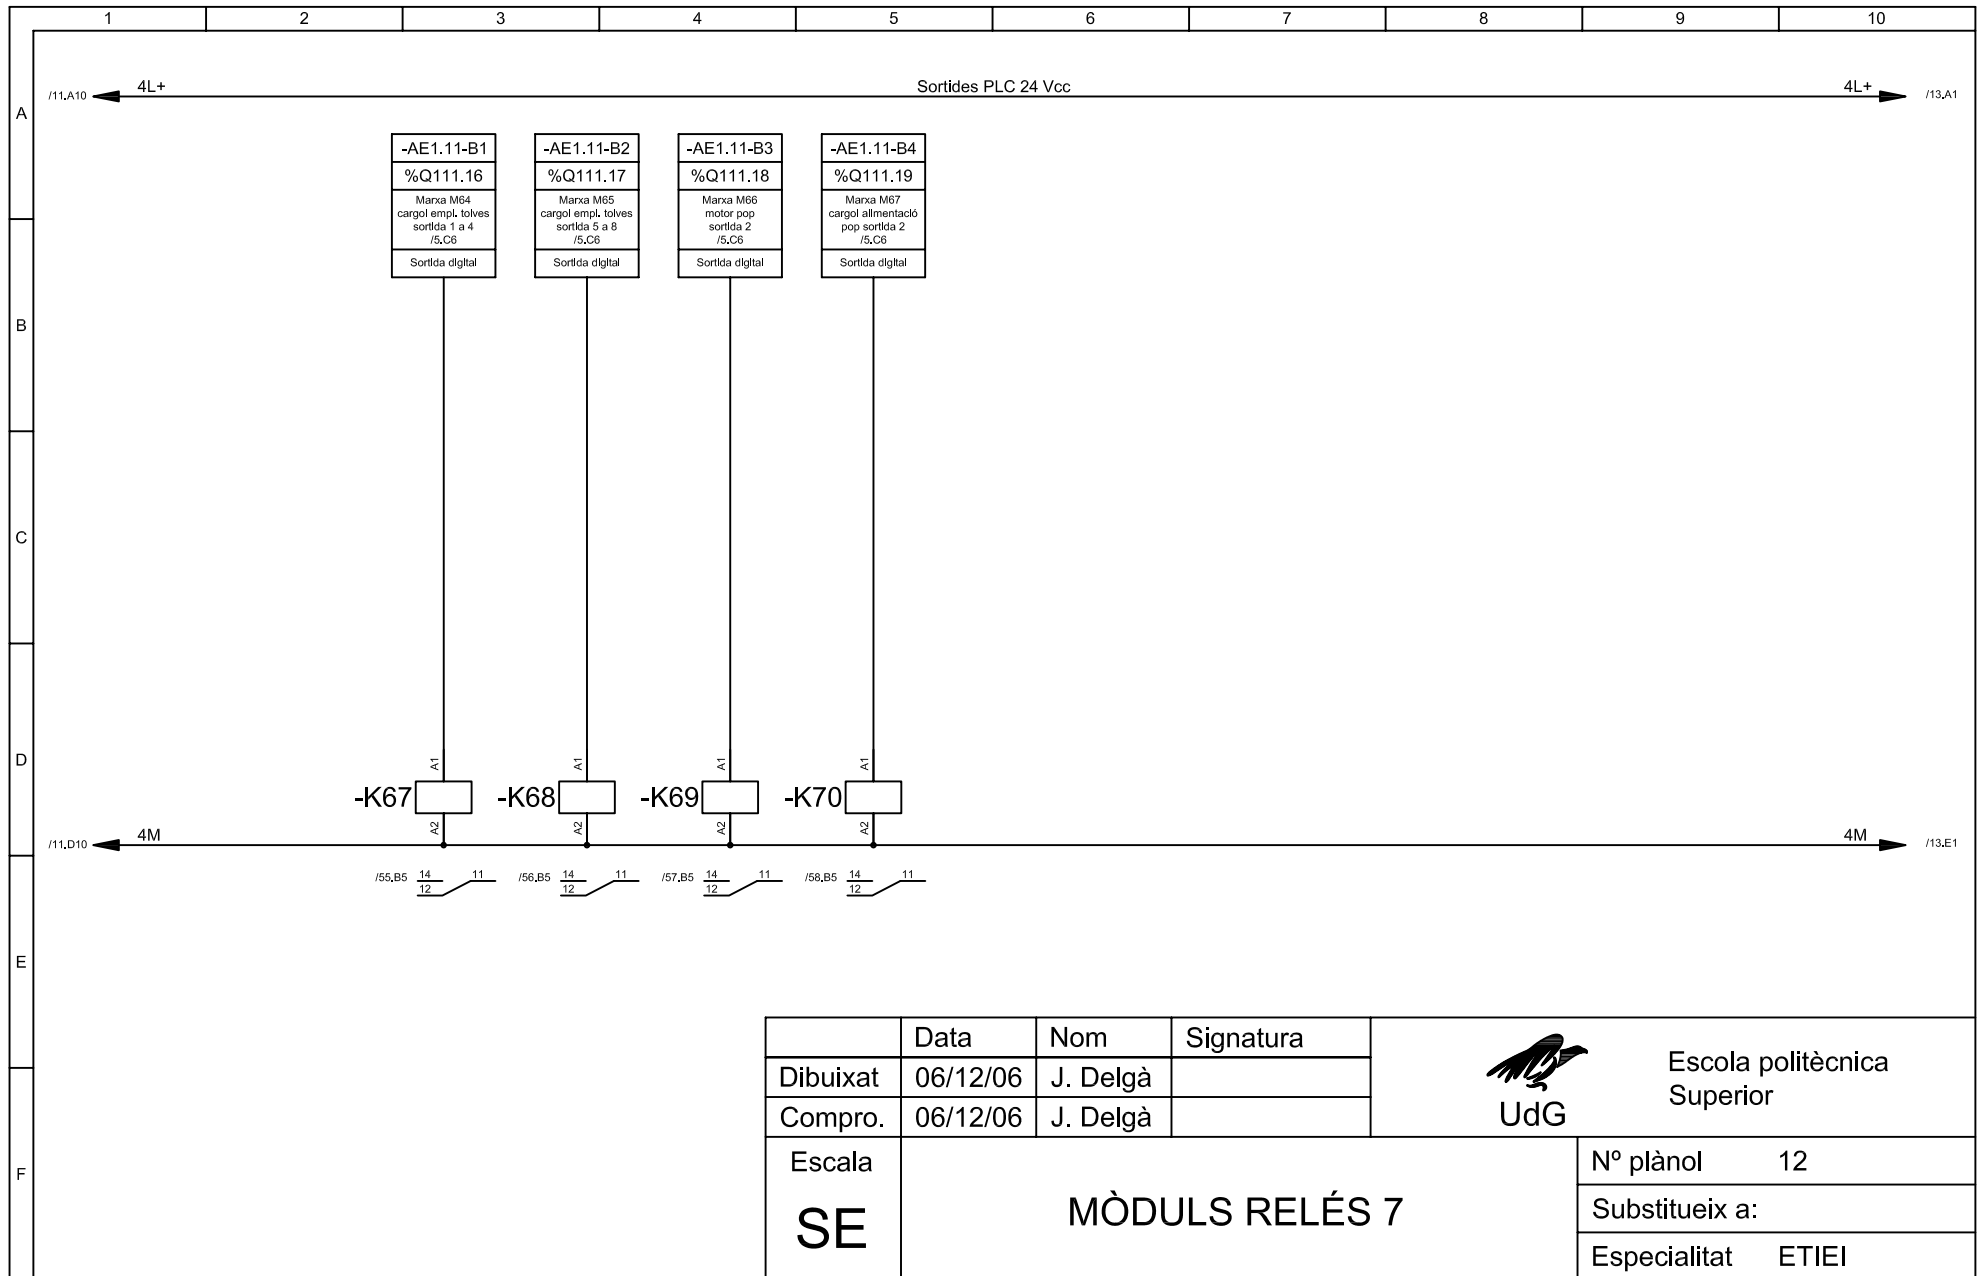 1 2 3 4 5 6 7 8 9 10
A
B
C
D
E
F
/11.A10 4L+ Sortides PLC 24 Vcc 4L+ /13.A1
-AE1.11-B1
%Q111.16
Marxa M64
cargol empl. tolves
sortida 1 a 4
/5.C6
Sortida digital
-AE1.11-B2
%Q111.17
Marxa M65
cargol empl. tolves
sortida 5 a 8
/5.C6
Sortida digital
-AE1.11-B3
%Q111.18
Marxa M66
motor pop
sortida 2
/5.C6
Sortida digital
-AE1.11-B4
%Q111.19
Marxa M67
cargol alimentació
pop sortida 2
/5.C6
Sortida digital
A1 A1 A1 A1
-K67 -K68 -K69 -K70
A2 A2 A2 A2
/11.D10 4M 4M /13.E1
/55.B5 14 11
12
/56.B5 14 11
12
/57.B5 14 11
12
/58.B5 14 11
12
Data Nom Signatura
Dibuixat 06/12/06 J. Delgà
Compro. 06/12/06 J. Delgà
UdG
Escola politècnica
Superior
Escala
SE
MÒDULS RELÉS 7
Nº plànol 12
Substitueix a:
Especialitat ETIEI